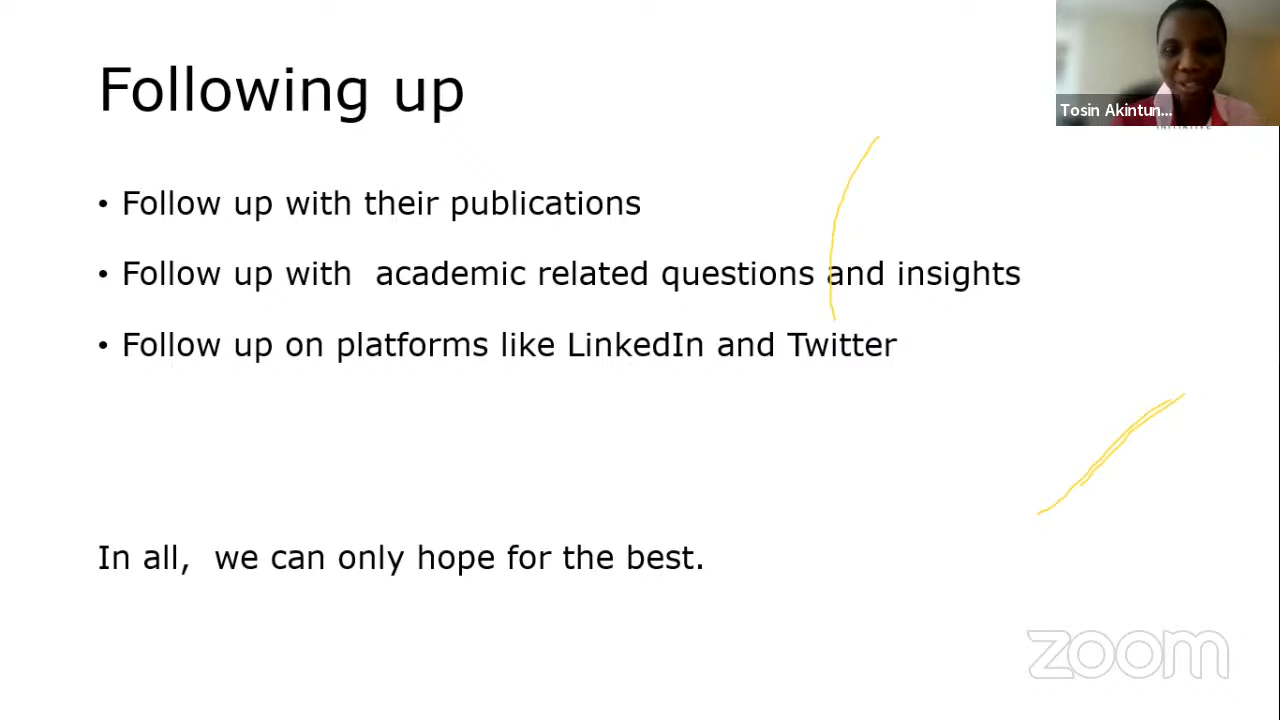 Following up
Tosin Akintun...
INITIATIVE
• Follow up with their publications
• Follow up with  academic related questions and insights
• Follow up on platforms like LinkedIn and Twitter
In all,  we can only hope for the best.
zoom